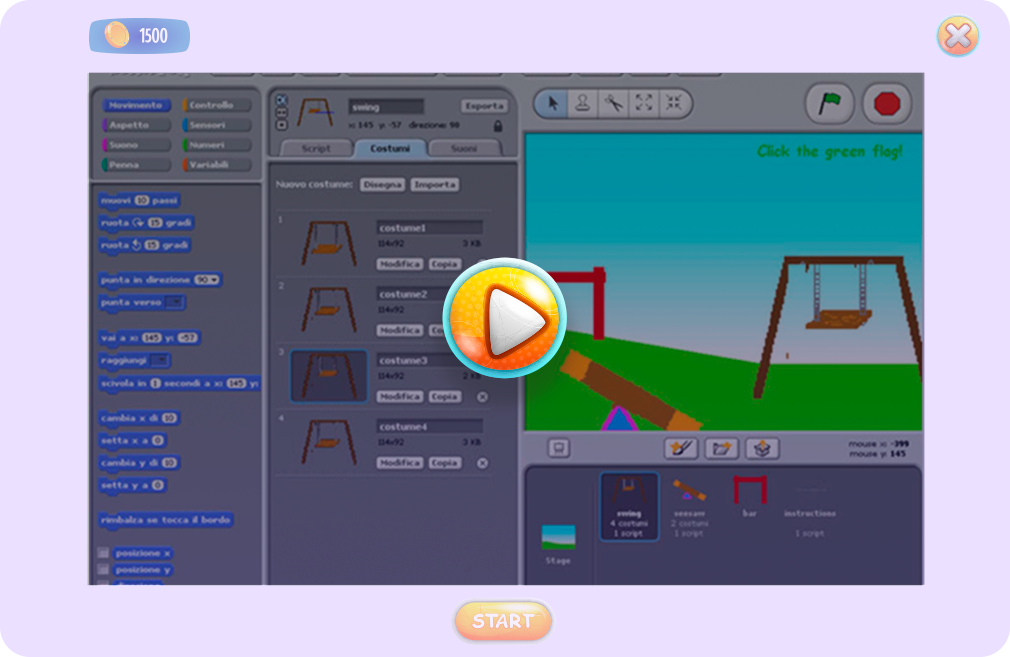 1500
Movimento Controllo
Aspetto Sensori
Suono Numeri
Penna Variabili
swing Esporta
x: 145 y: -57 direzione: 90
Script Costumi Suoni
Click the green flag!
Nuovo costume: Disegna Importa
muovi 10 passi
ruota 15 gradi
ruota 15 gradi
punta in direzione 90
punta verso
vai a x: 145 y: -57
raggiungi
scivola in 1 secondi a x: 145 y:
cambia x di 10
setta x a 0
cambia y di 10
setta y a 0
rimbalza se tocca il bordo
posizione x
posizione y
1
costume1
114x92 3 KB
Modifica Copia
2
costume2
114x92
Modifica
3
costume3
114x92 2 KB
Modifica Copia
4
costume4
114x92 3 KB
Modifica Copia
mouse x: -399
mouse y: 145
Stage
swing
4 costumi
1 script
seesaw
2 costumi
1 script
bar
instructions
1 script
START